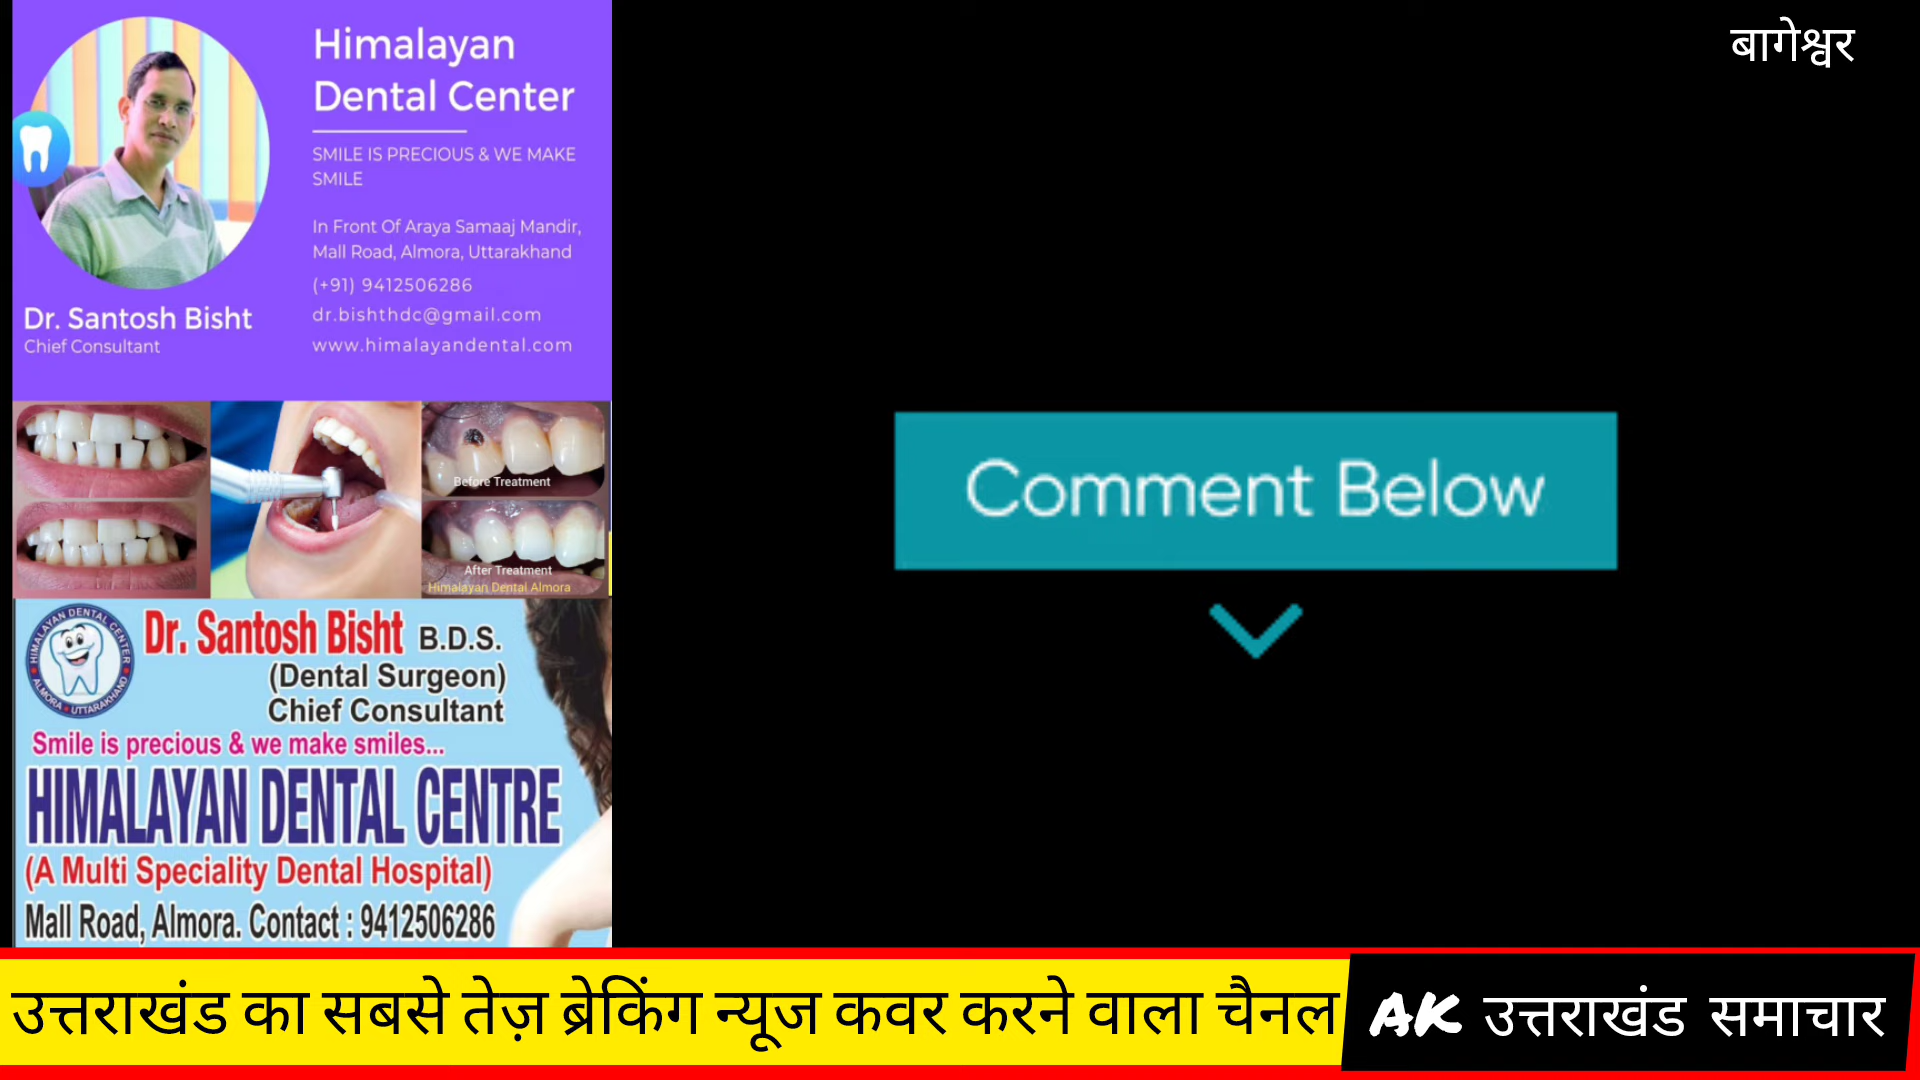 Himalayan
Dental Center
SMILE IS PRECIOUS & WE MAKE
SMILE
In Front Of Araya Samaaj Mandir,
Mall Road, Almora, Uttarakhand
(+91) 9412506286
dr.bishthdc@gmail.com
www.himalayandental.com
Dr. Santosh Bisht
Chief Consultant
Before Treatment
After Treatment
Himalayan Dental Almora
HIMALAYAN DENTAL CENTER
ALMORA UTTARAKHAND
Dr. Santosh Bisht B.D.S.
(Dental Surgeon)
Chief Consultant
Smile is precious & we make smiles...
HIMALAYAN DENTAL CENTRE
(A Multi Speciality Dental Hospital)
Mall Road, Almora. Contact : 9412506286
बागेश्वर
Comment Below
उत्तराखंड का सबसे तेज़ ब्रेकिंग न्यूज कवर करने वाला चैनल
AK उत्तराखंड समाचार